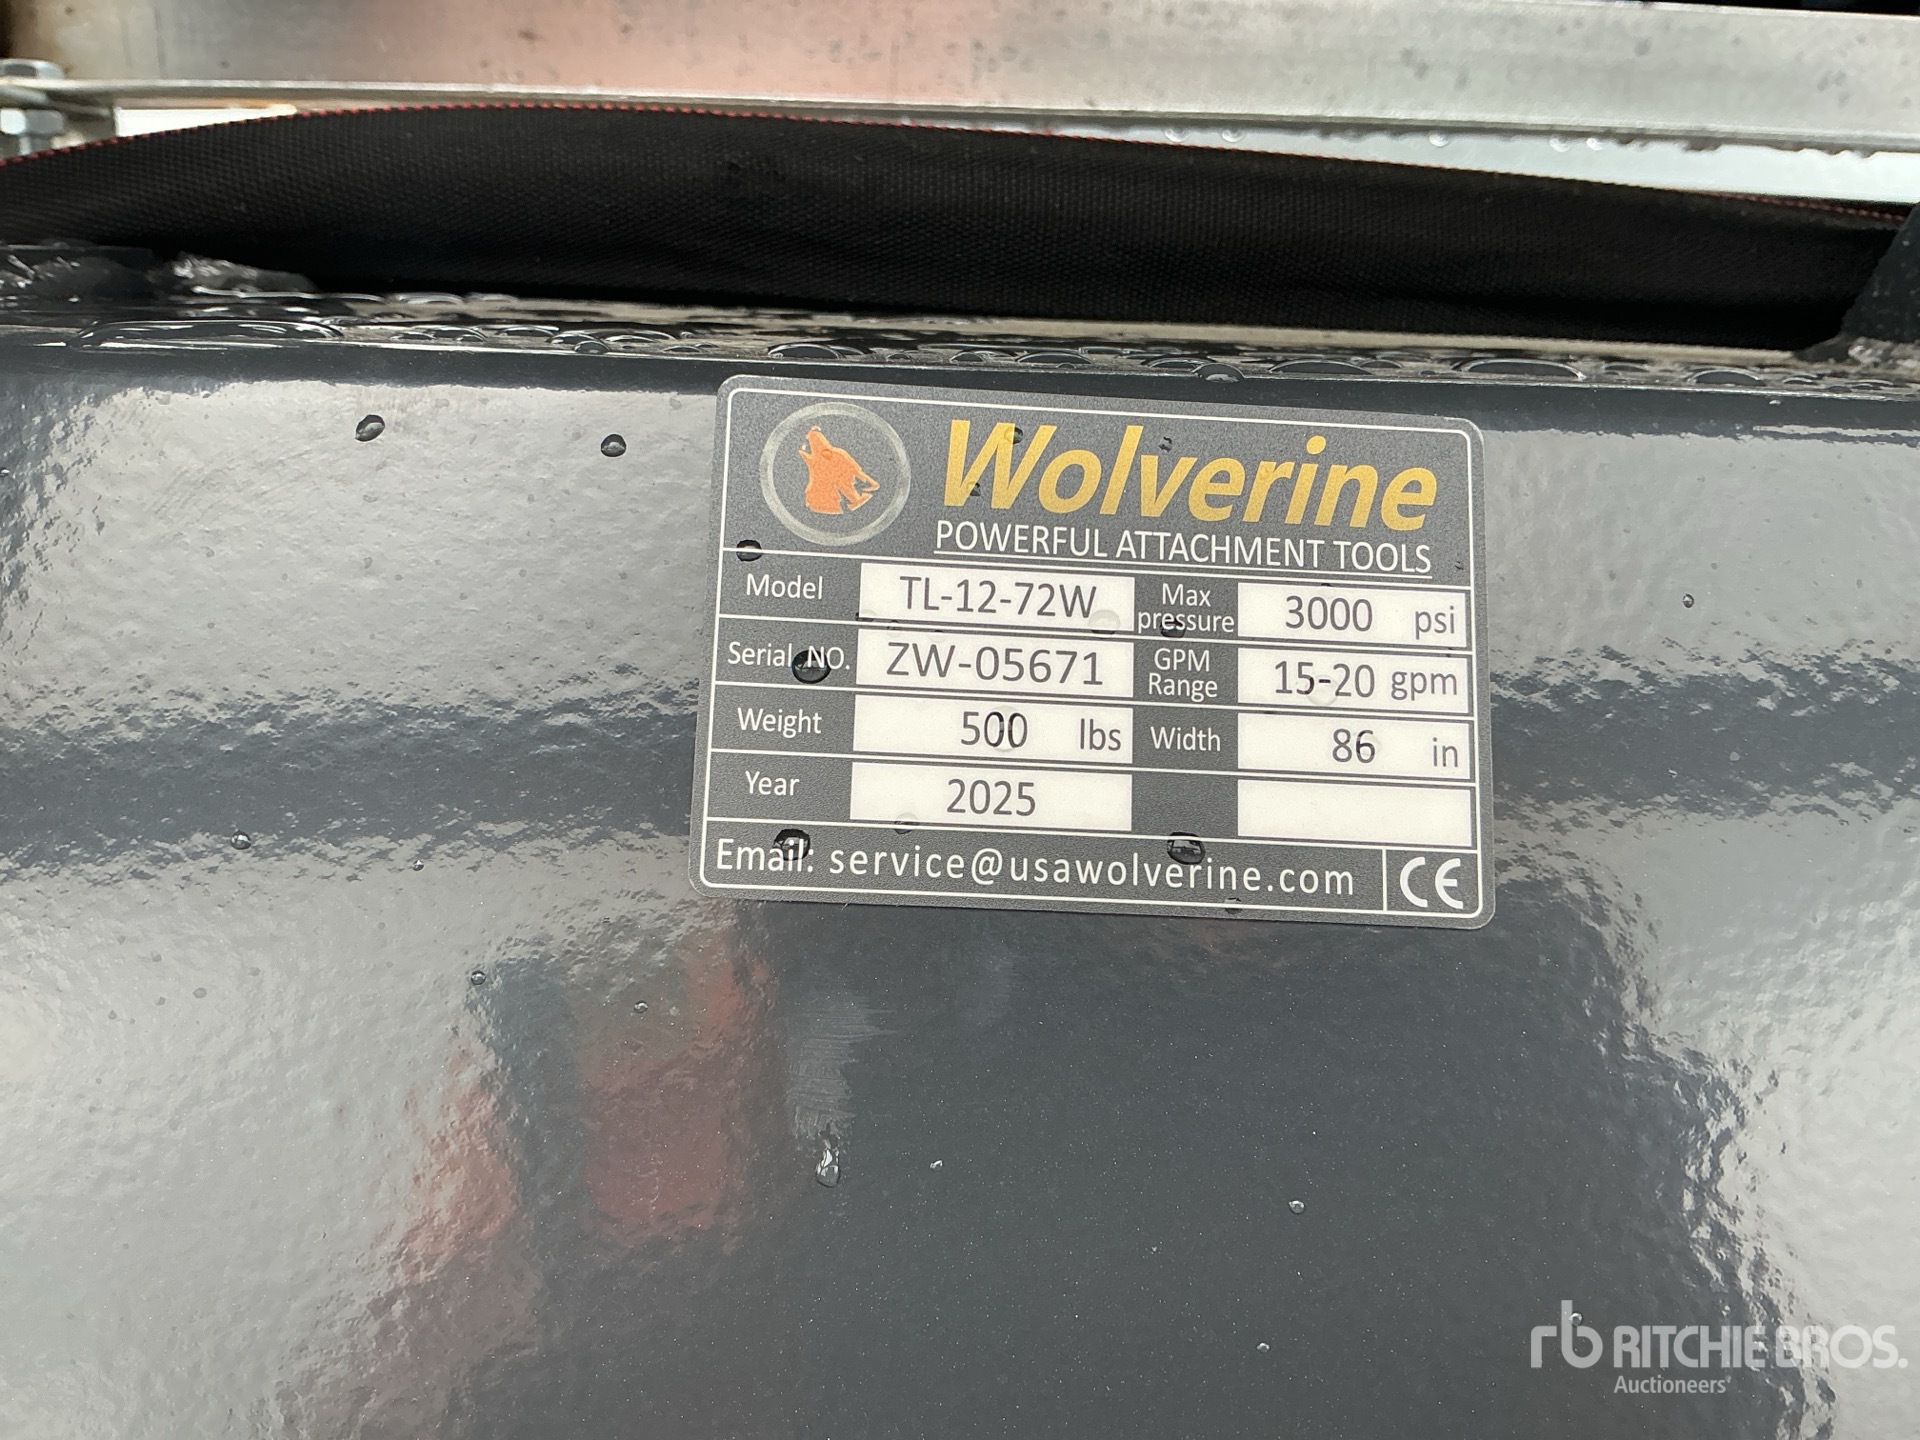 Wolverine
POWERFUL ATTACHMENT TOOLS
Model TL-12-72W Max pressure 3000 psi
Serial NO. ZW-05671 GPM Range 15-20 gpm
Weight 500 lbs Width 86 in
Year 2025
Email: service@usawolverine.com CE
rb RITCHIE BROS.
Auctioneers